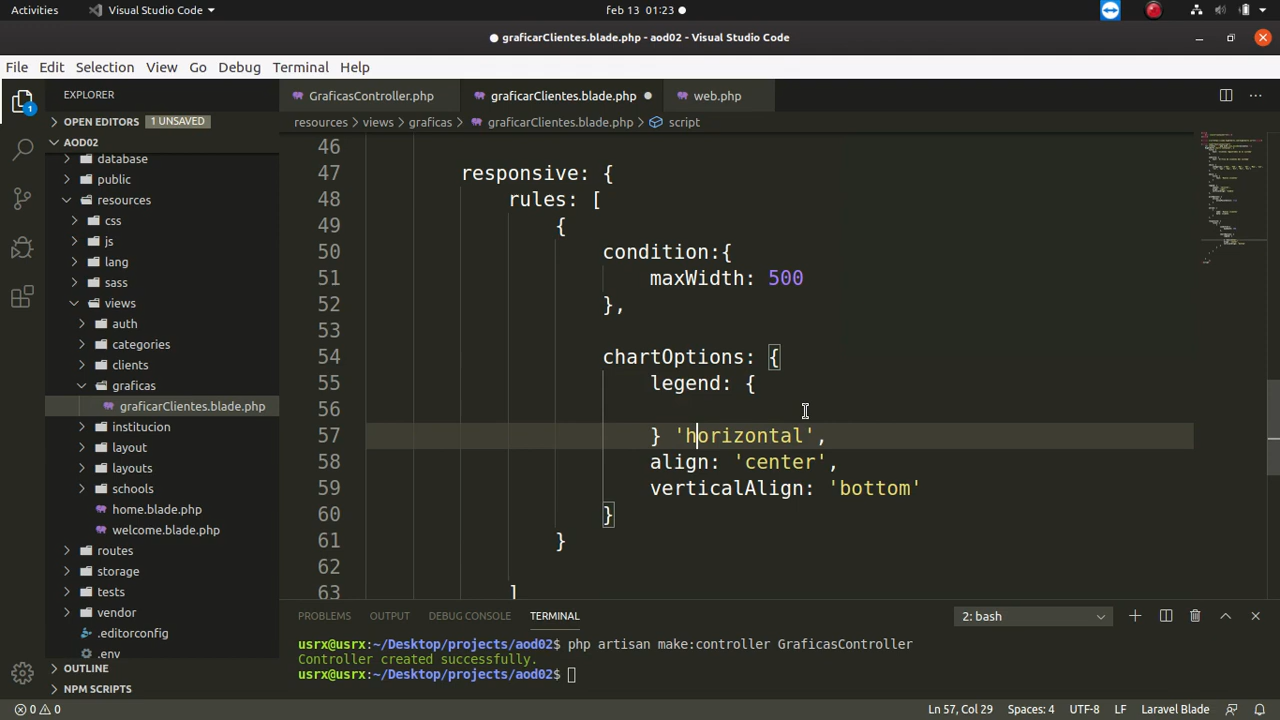 Activities
Visual Studio Code
feb 13 01:23
graficarClientes.blade.php - aod02 - Visual Studio Code
File Edit Selection View Go Debug Terminal Help
EXPLORER
GraficasController.php
graficarClientes.blade.php
web.php
OPEN EDITORS 1 UNSAVED
resources > views > graficas > graficarClientes.blade.php > script
AOD02
database
public
resources
css
js
lang
sass
views
auth
categories
clients
graficas
graficarClientes.blade.php
institucion
layout
layouts
schools
home.blade.php
welcome.blade.php
routes
storage
tests
vendor
.editorconfig
.env
OUTLINE
NPM SCRIPTS
46
47 responsive: {
48 rules: [
49 {
50 condition:{
51 maxWidth: 500
52 },
53
54 chartOptions: {
55 legend: {
56
57 } 'horizontal',
58 align: 'center',
59 verticalAlign: 'bottom'
60 }
61 }
62
63 ]
PROBLEMS OUTPUT DEBUG CONSOLE TERMINAL
2: bash
usrx@usrx:~/Desktop/projects/aod02$ php artisan make:controller GraficasController
Controller created successfully.
usrx@usrx:~/Desktop/projects/aod02$
1
0 0
Ln 57, Col 29 Spaces: 4 UTF-8 LF Laravel Blade